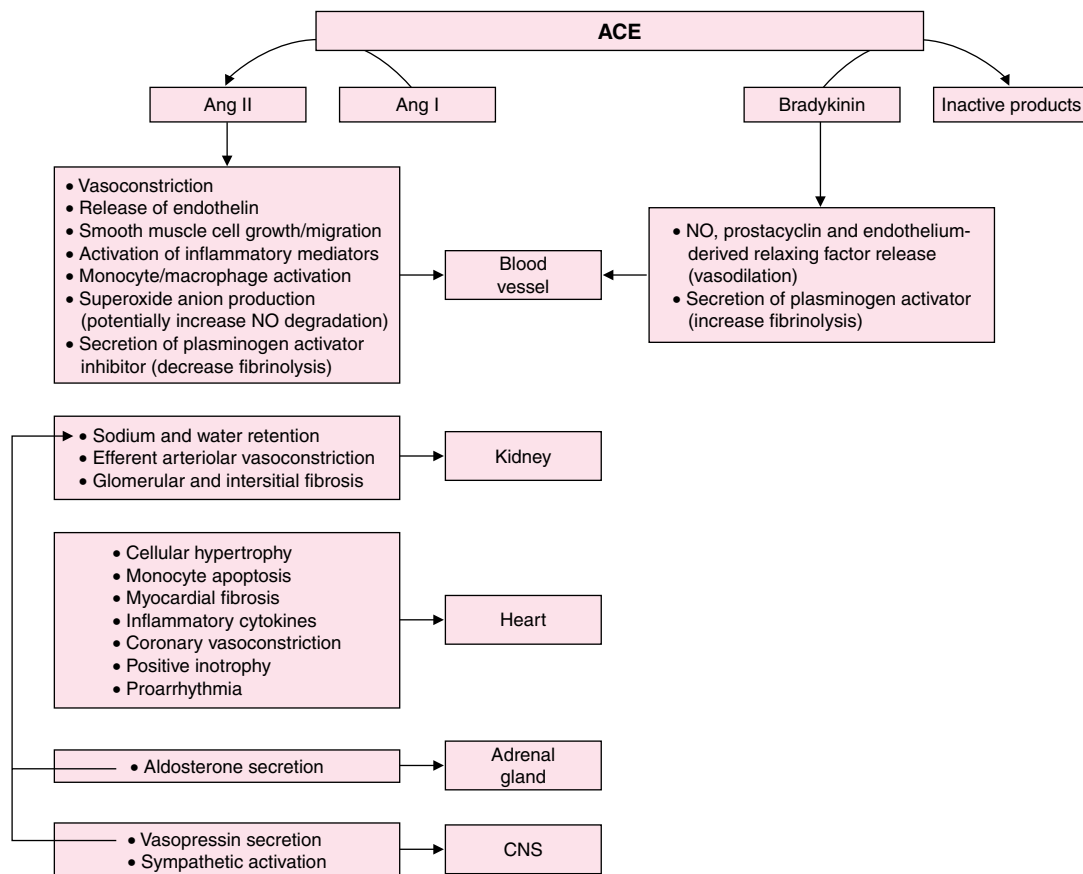 ACE
Ang II
Ang I
Bradykinin
Inactive products
• Vasoconstriction
• Release of endothelin
• Smooth muscle cell growth/migration
• Activation of inflammatory mediators
• Monocyte/macrophage activation
• Superoxide anion production
(potentially increase NO degradation)
• Secretion of plasminogen activator
inhibitor (decrease fibrinolysis)
Blood
vessel
• NO, prostacyclin and endothelium-
derived relaxing factor release
(vasodilation)
• Secretion of plasminogen activator
(increase fibrinolysis)
• Sodium and water retention
• Efferent arteriolar vasoconstriction
• Glomerular and intersitial fibrosis
Kidney
• Cellular hypertrophy
• Monocyte apoptosis
• Myocardial fibrosis
• Inflammatory cytokines
• Coronary vasoconstriction
• Positive inotrophy
• Proarrhythmia
Heart
• Aldosterone secretion
Adrenal
gland
• Vasopressin secretion
• Sympathetic activation
CNS